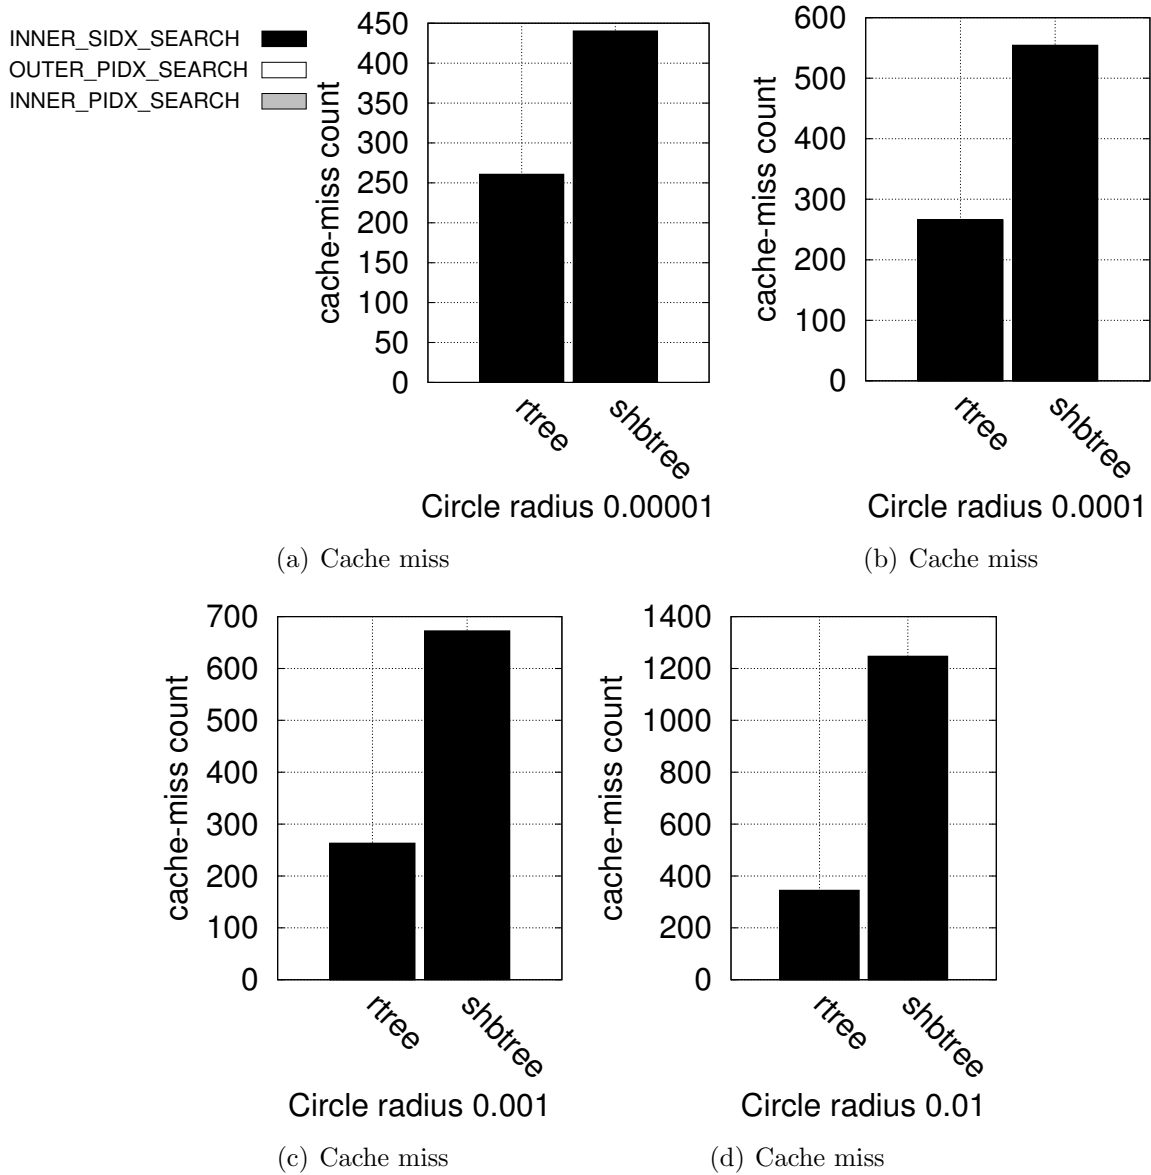 INNER_SIDX_SEARCH
OUTER_PIDX_SEARCH
INNER_PIDX_SEARCH
cache-miss count
450
400
350
300
250
200
150
100
50
0
rtree
shbtree
Circle radius 0.00001
(a) Cache miss
cache-miss count
600
500
400
300
200
100
0
rtree
shbtree
Circle radius 0.0001
(b) Cache miss
cache-miss count
700
600
500
400
300
200
100
0
rtree
shbtree
Circle radius 0.001
(c) Cache miss
cache-miss count
1400
1200
1000
800
600
400
200
0
rtree
shbtree
Circle radius 0.01
(d) Cache miss